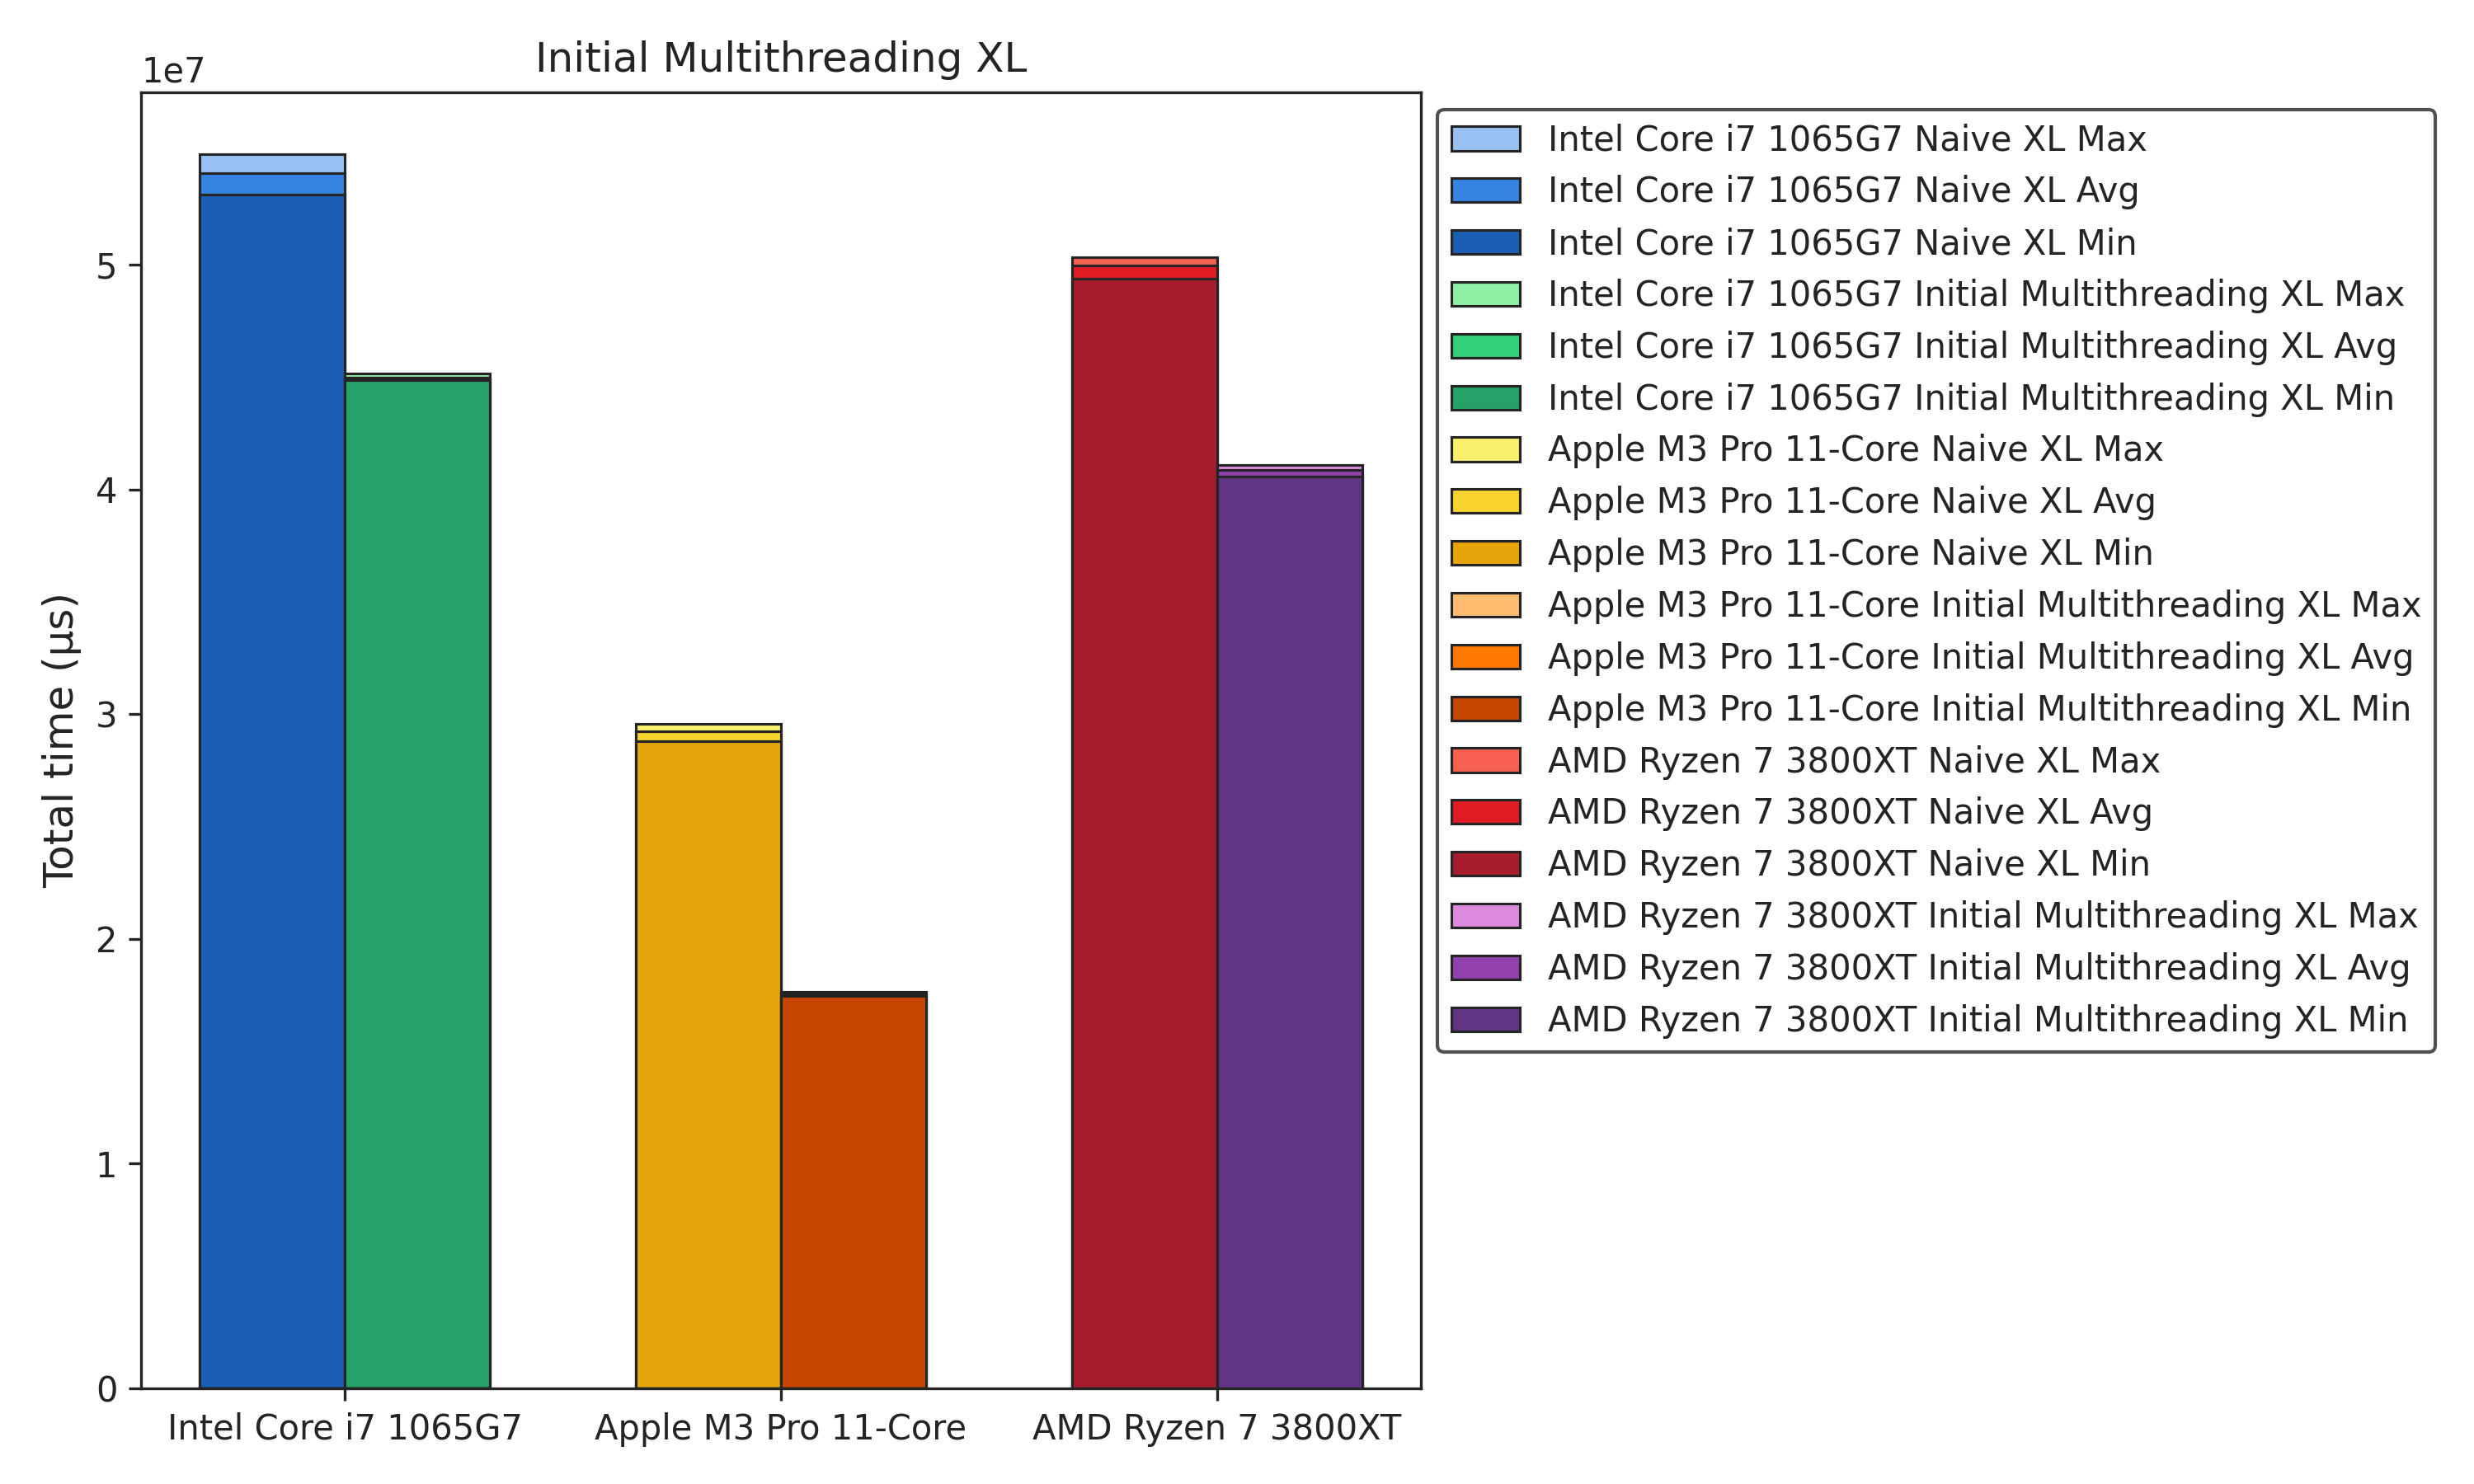 Initial Multithreading XL
1e7
Total time (µs)
5
4
3
2
1
0
Intel Core i7 1065G7
Apple M3 Pro 11-Core
AMD Ryzen 7 3800XT
Intel Core i7 1065G7 Naive XL Max
Intel Core i7 1065G7 Naive XL Avg
Intel Core i7 1065G7 Naive XL Min
Intel Core i7 1065G7 Initial Multithreading XL Max
Intel Core i7 1065G7 Initial Multithreading XL Avg
Intel Core i7 1065G7 Initial Multithreading XL Min
Apple M3 Pro 11-Core Naive XL Max
Apple M3 Pro 11-Core Naive XL Avg
Apple M3 Pro 11-Core Naive XL Min
Apple M3 Pro 11-Core Initial Multithreading XL Max
Apple M3 Pro 11-Core Initial Multithreading XL Avg
Apple M3 Pro 11-Core Initial Multithreading XL Min
AMD Ryzen 7 3800XT Naive XL Max
AMD Ryzen 7 3800XT Naive XL Avg
AMD Ryzen 7 3800XT Naive XL Min
AMD Ryzen 7 3800XT Initial Multithreading XL Max
AMD Ryzen 7 3800XT Initial Multithreading XL Avg
AMD Ryzen 7 3800XT Initial Multithreading XL Min